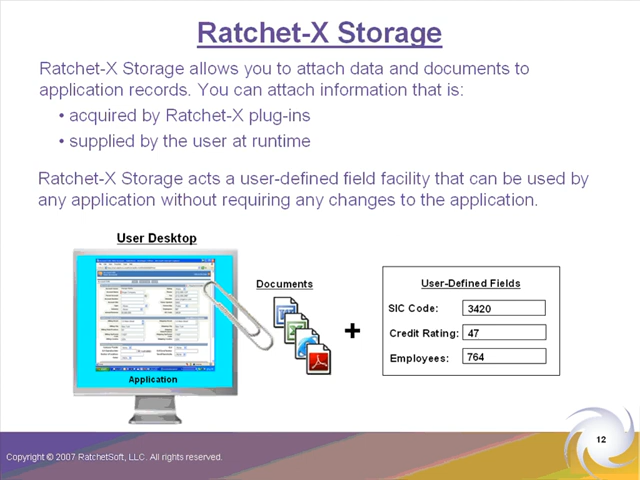 Ratchet-X Storage
Ratchet-X Storage allows you to attach data and documents to
application records. You can attach information that is:
• acquired by Ratchet-X plug-ins
• supplied by the user at runtime
Ratchet-X Storage acts a user-defined field facility that can be used by
any application without requiring any changes to the application.
User Desktop
Application
Documents
+
User-Defined Fields
SIC Code: 3420
Credit Rating: 47
Employees: 764
12
Copyright © 2007 RatchetSoft, LLC. All rights reserved.